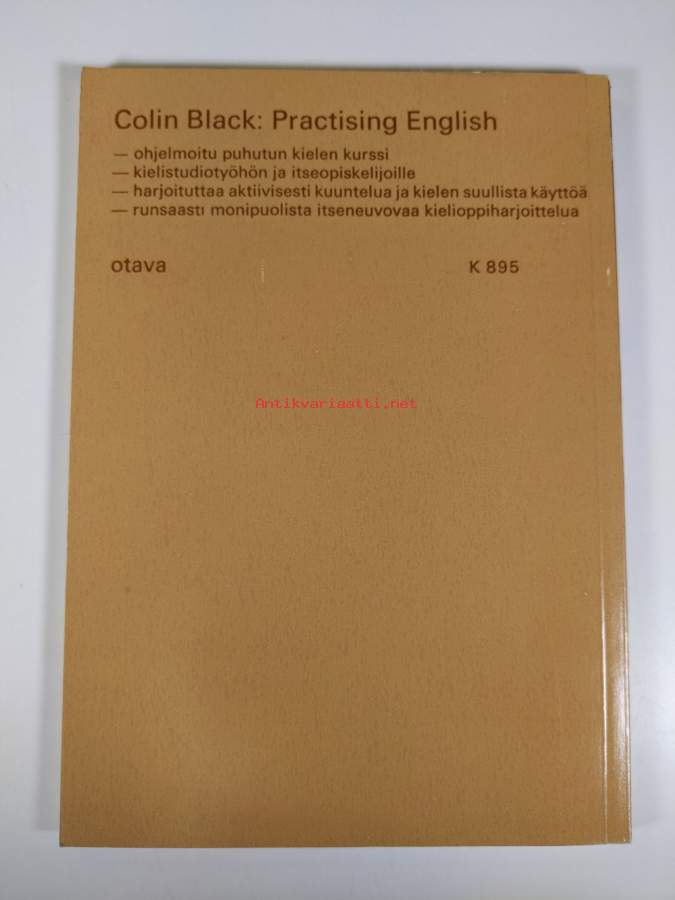 Colin Black: Practising English
— ohjelmoitu puhutun kielen kurssi
— kielistudiotyöhön ja itseopiskelijoille
— harjoituttaa aktiivisesti kuuntelua ja kielen suullista käyttöä
— runsaasti monipuolista itseneuvovaa kielioppiharjoittelua
otava K 895
Antikvariaatti.net